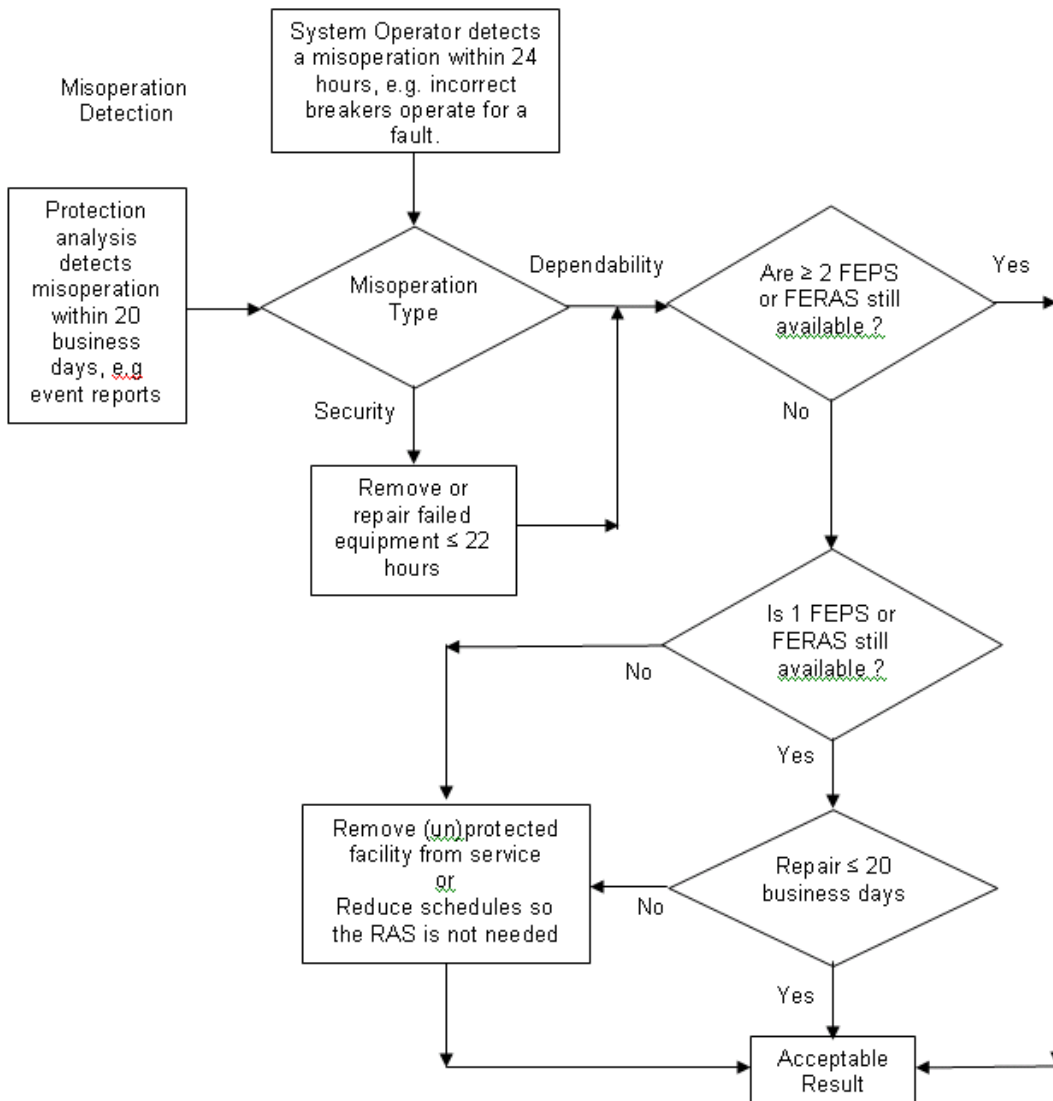 System Operator detects
a misoperation within 24
hours, e.g. incorrect
breakers operate for a
fault.
Misoperation
Detection
Protection
analysis
detects
misoperation
within 20
business
days, e.g
event reports
Misoperation
Type
Dependability
Are ≥ 2 FEPS
or FERAS still
available ?
Yes
Security
No
Remove or
repair failed
equipment ≤ 22
hours
Is 1 FEPS or
FERAS still
available ?
No
Yes
Remove (un)protected
facility from service
or
Reduce schedules so
the RAS is not needed
Repair ≤ 20
business days
No
Yes
Acceptable
Result